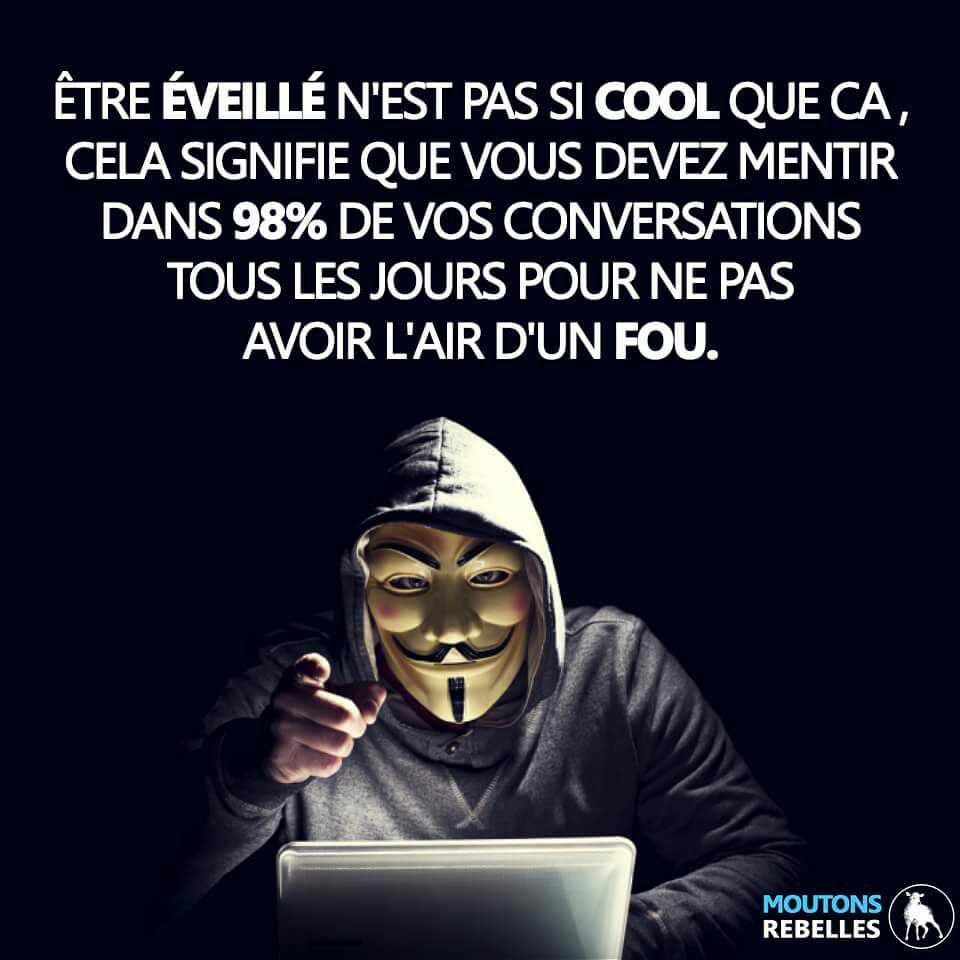 ÊTRE ÉVEILLÉ N'EST PAS SI COOL QUE CA ,
CELA SIGNIFIE QUE VOUS DEVEZ MENTIR
DANS 98% DE VOS CONVERSATIONS
TOUS LES JOURS POUR NE PAS
AVOIR L'AIR D'UN FOU.
MOUTONS
REBELLES